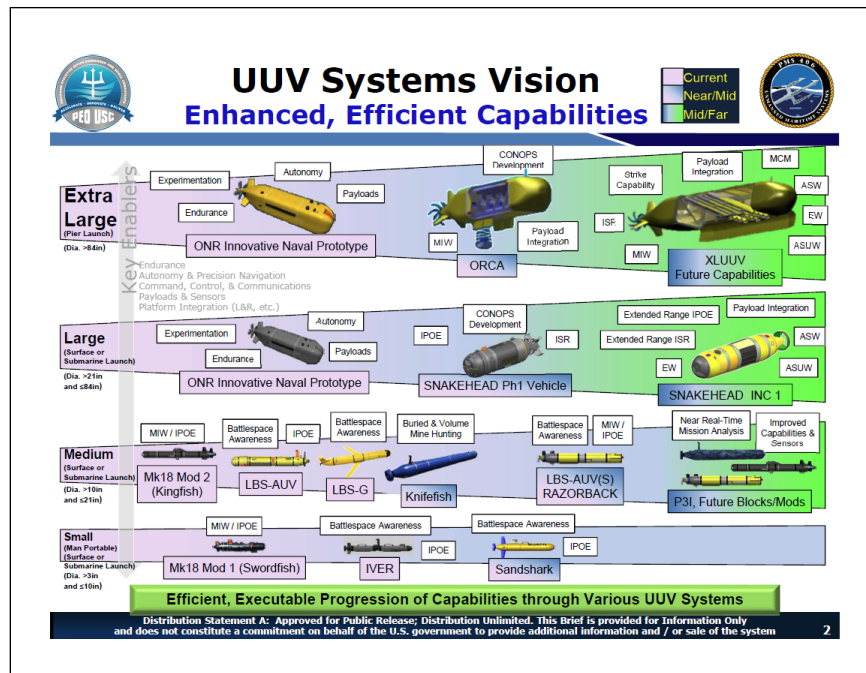 PEO USC
UUV Systems Vision
Enhanced, Efficient Capabilities
Current
Near/Mid
Mid/Far
PMS 406
UNMANNED MARITIME SYSTEMS
Key Enablers
Endurance
Autonomy & Precision Navigation
Command, Control, & Communications
Payloads & Sensors
Platform Integration (L&R, etc.)
Extra
Large
(Pier Launch)
(Dia. >84in)
Experimentation
Autonomy
Endurance
Payloads
ONR Innovative Naval Prototype
CONOPS
Development
MIW
Payload
Integration
ORCA
Strike
Capability
Payload
Integration
MCM
ISR
ASW
EW
MIW
ASUW
XLUUV
Future Capabilities
Large
(Surface or
Submarine Launch)
(Dia. >21in
and ≤84in)
Experimentation
Autonomy
Endurance
Payloads
ONR Innovative Naval Prototype
IPOE
CONOPS
Development
ISR
SNAKEHEAD Ph1 Vehicle
Extended Range IPOE
Payload Integration
Extended Range ISR
ASW
EW
ASUW
SNAKEHEAD INC 1
Medium
(Surface or
Submarine Launch)
(Dia. >10in
and ≤21in)
MIW / IPOE
Mk18 Mod 2
(Kingfish)
Battlespace
Awareness
IPOE
LBS-AUV
Battlespace
Awareness
LBS-G
Buried & Volume
Mine Hunting
Knifefish
Battlespace
Awareness
MIW /
IPOE
LBS-AUV(S)
RAZORBACK
Near Real-Time
Mission Analysis
Improved
Capabilities &
Sensors
P3I, Future Blocks/Mods
Small
(Man Portable)
(Surface or
Submarine Launch)
(Dia. >3in
and ≤10in)
MIW / IPOE
Mk18 Mod 1 (Swordfish)
Battlespace Awareness
IPOE
IVER
Battlespace Awareness
IPOE
Sandshark
Efficient, Executable Progression of Capabilities through Various UUV Systems
Distribution Statement A: Approved for Public Release; Distribution Unlimited. This Brief is provided for Information Only
and does not constitute a commitment on behalf of the U.S. government to provide additional information and / or sale of the system
2